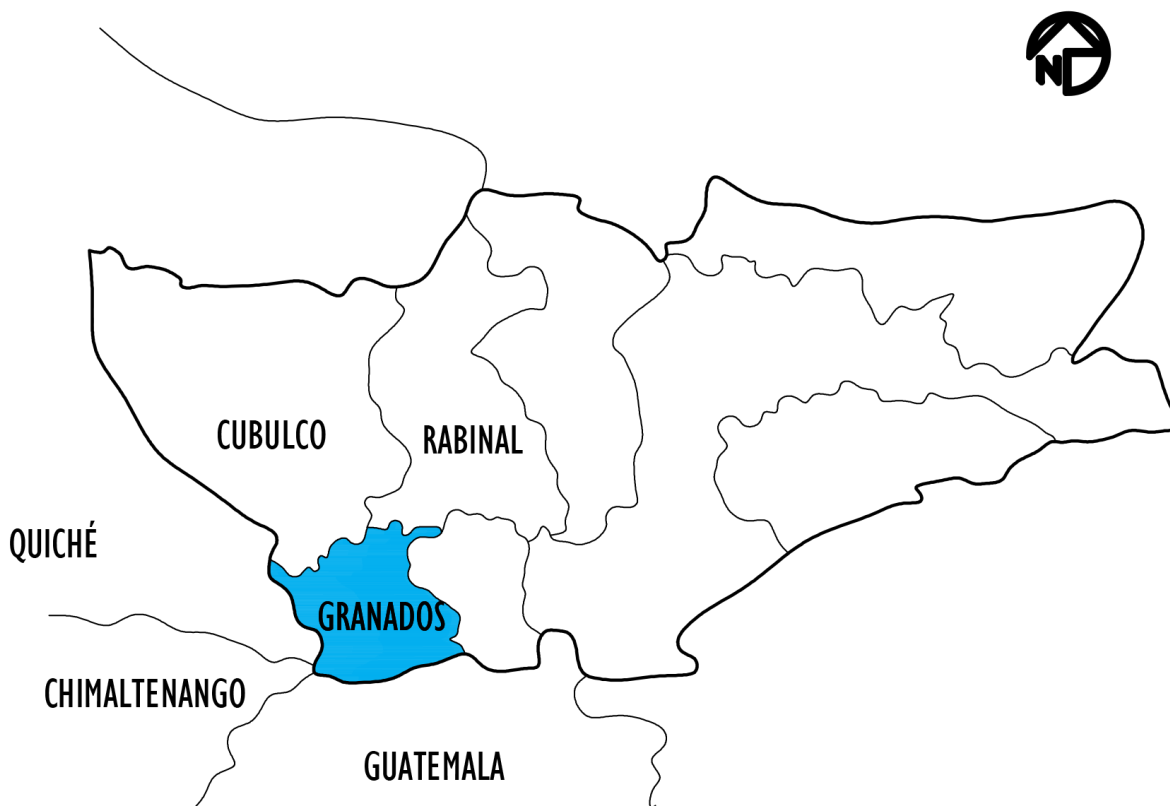 N
CUBULCO
RABINAL
QUICHÉ
GRANADOS
CHIMALTENANGO
GUATEMALA